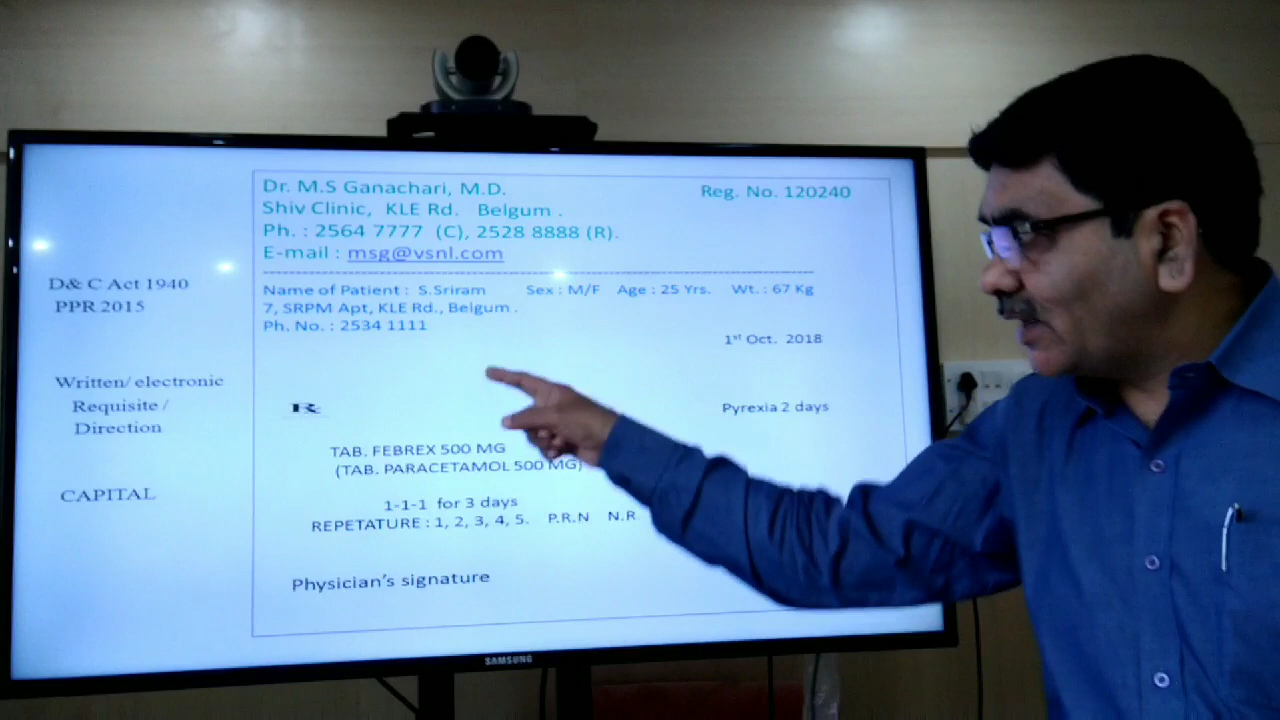 Dr. M.S Ganachari, M.D. Reg. No. 120240
Shiv Clinic, KLE Rd. Belgum .
Ph. : 2564 7777 (C), 2528 8888 (R).
E-mail : msg@vsnl.com
--------------------------------------------------------------------------------
D& C Act 1940
PPR 2015
Name of Patient : S.Sriram Sex : M/F Age : 25 Yrs. Wt. : 67 Kg
7, SRPM Apt, KLE Rd., Belgum .
Ph. No. : 2534 1111
1st Oct. 2018
Written/ electronic
Requisite /
Direction
℞ Pyrexia 2 days
TAB. FEBREX 500 MG
(TAB. PARACETAMOL 500 MG)
CAPITAL
1-1-1 for 3 days
REPETATURE : 1, 2, 3, 4, 5. P.R.N N.R
Physician's signature
SAMSUNG